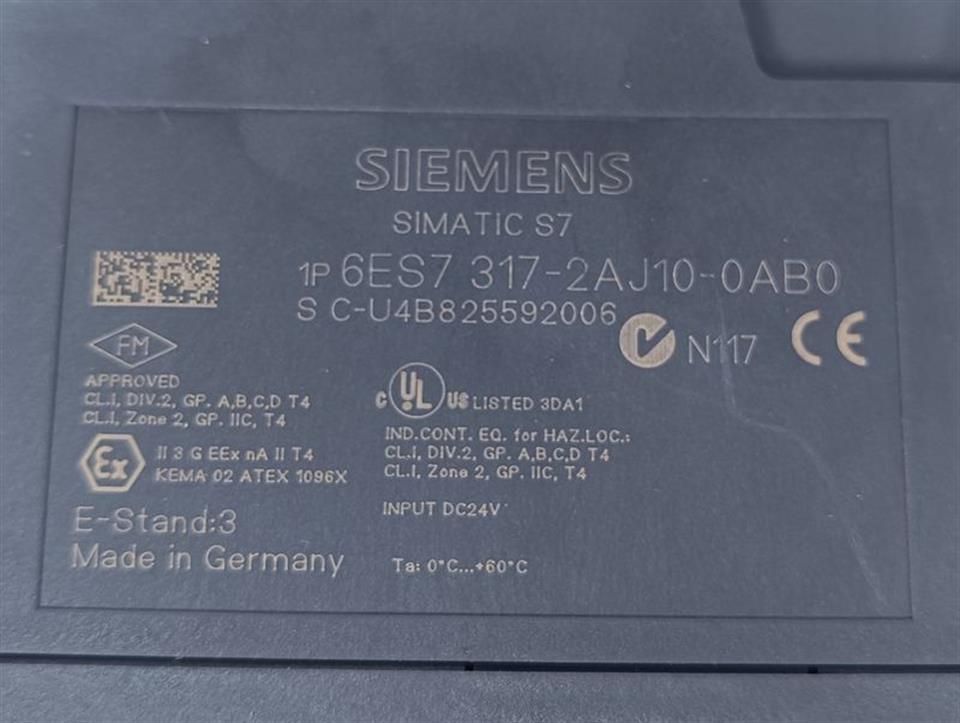 SIEMENS
SIMATIC S7
1P 6ES7 317-2AJ10-0AB0
S C-U4B825592006
N117 CE
FM
APPROVED
CL.I, DIV.2, GP. A,B,C,D T4
CL.I, Zone 2, GP. IIC, T4
Ex II 3 G EEx nA II T4
KEMA 02 ATEX 1096X
E-Stand:3
Made in Germany
C UL US LISTED 3DA1
IND.CONT. EQ. for HAZ.LOC.:
CL.I, DIV.2, GP. A,B,C,D T4
CL.I, Zone 2, GP. IIC, T4
INPUT DC24V
Ta: 0°C...+60°C